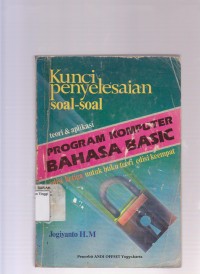 Kunci
penyelesaian
soal-soal
teori & aplikasi
PROGRAM KOMPUTER
BAHASA BASIC
untuk buku teori edisi keempat
Jogiyanto H.M
Penerbit ANDI OFFSET Yogyakarta